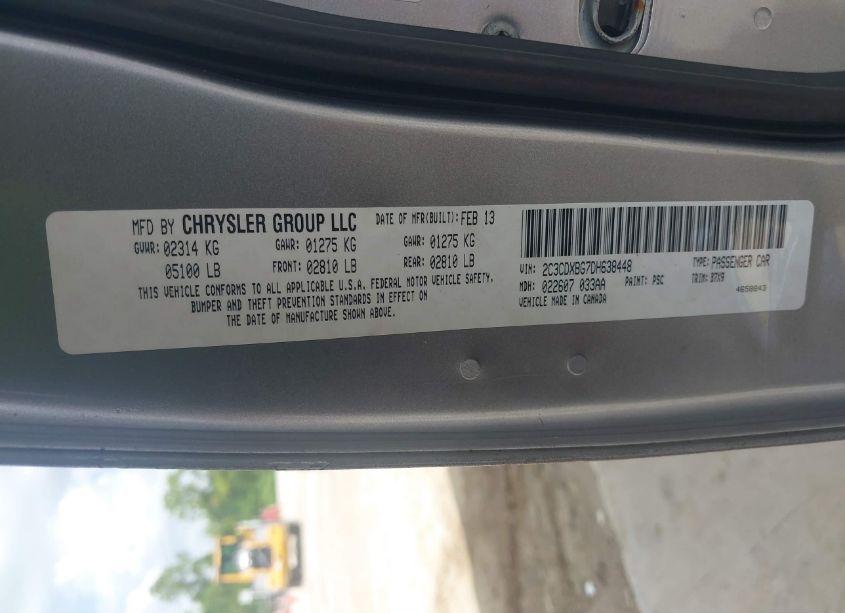 MFD BY CHRYSLER GROUP LLC DATE OF MFR(BUILT): FEB 13
GVWR: 02314 KG GAWR: 01275 KG GAWR: 01275 KG
05100 LB FRONT: 02810 LB REAR: 02810 LB
THIS VEHICLE CONFORMS TO ALL APPLICABLE U.S.A. FEDERAL MOTOR VEHICLE SAFETY,
BUMPER AND THEFT PREVENTION STANDARDS IN EFFECT ON
THE DATE OF MANUFACTURE SHOWN ABOVE.
VIN: 2C3CDXBG7DH638448 TYPE: PASSENGER CAR
MDH: 022607 033AA PAINT: PSC TRIM: B7X9
VEHICLE MADE IN CANADA 4658843